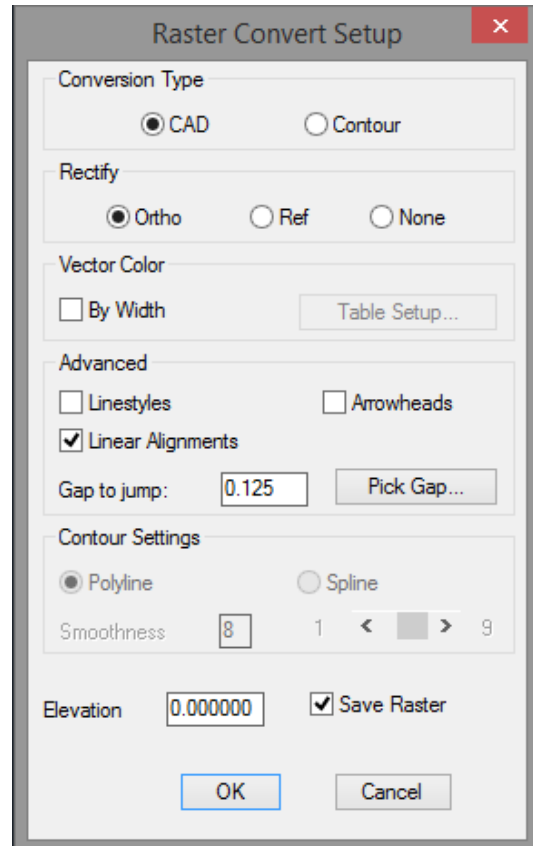 Raster Convert Setup
Conversion Type
CAD Contour
Rectify
Ortho Ref None
Vector Color
By Width Table Setup...
Advanced
Linestyles Arrowheads
Linear Alignments
Gap to jump: 0.125 Pick Gap...
Contour Settings
Polyline Spline
Smoothness 8 1 9
Elevation 0.000000 Save Raster
OK Cancel